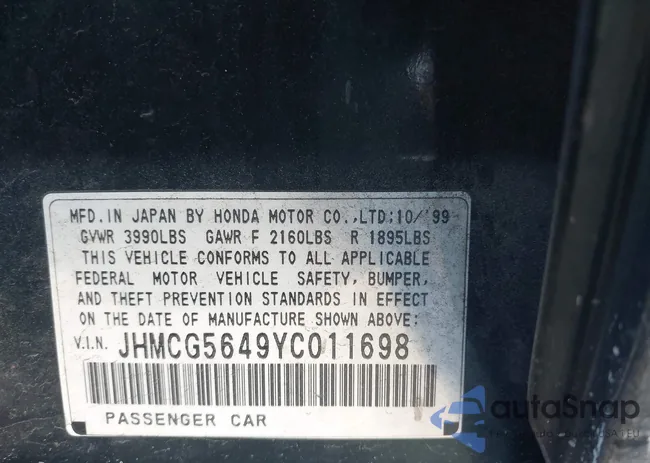 MFD. IN JAPAN BY HONDA MOTOR CO.,LTD:10/'99
GVWR 3990LBS GAWR F 2160LBS R 1895LBS
THIS VEHICLE CONFORMS TO ALL APPLICABLE
FEDERAL MOTOR VEHICLE SAFETY, BUMPER,
AND THEFT PREVENTION STANDARDS IN EFFECT
ON THE DATE OF MANUFACTURE SHOWN ABOVE:
V.I.N. JHMCG5649YC011698
PASSENGER CAR
autoSnap